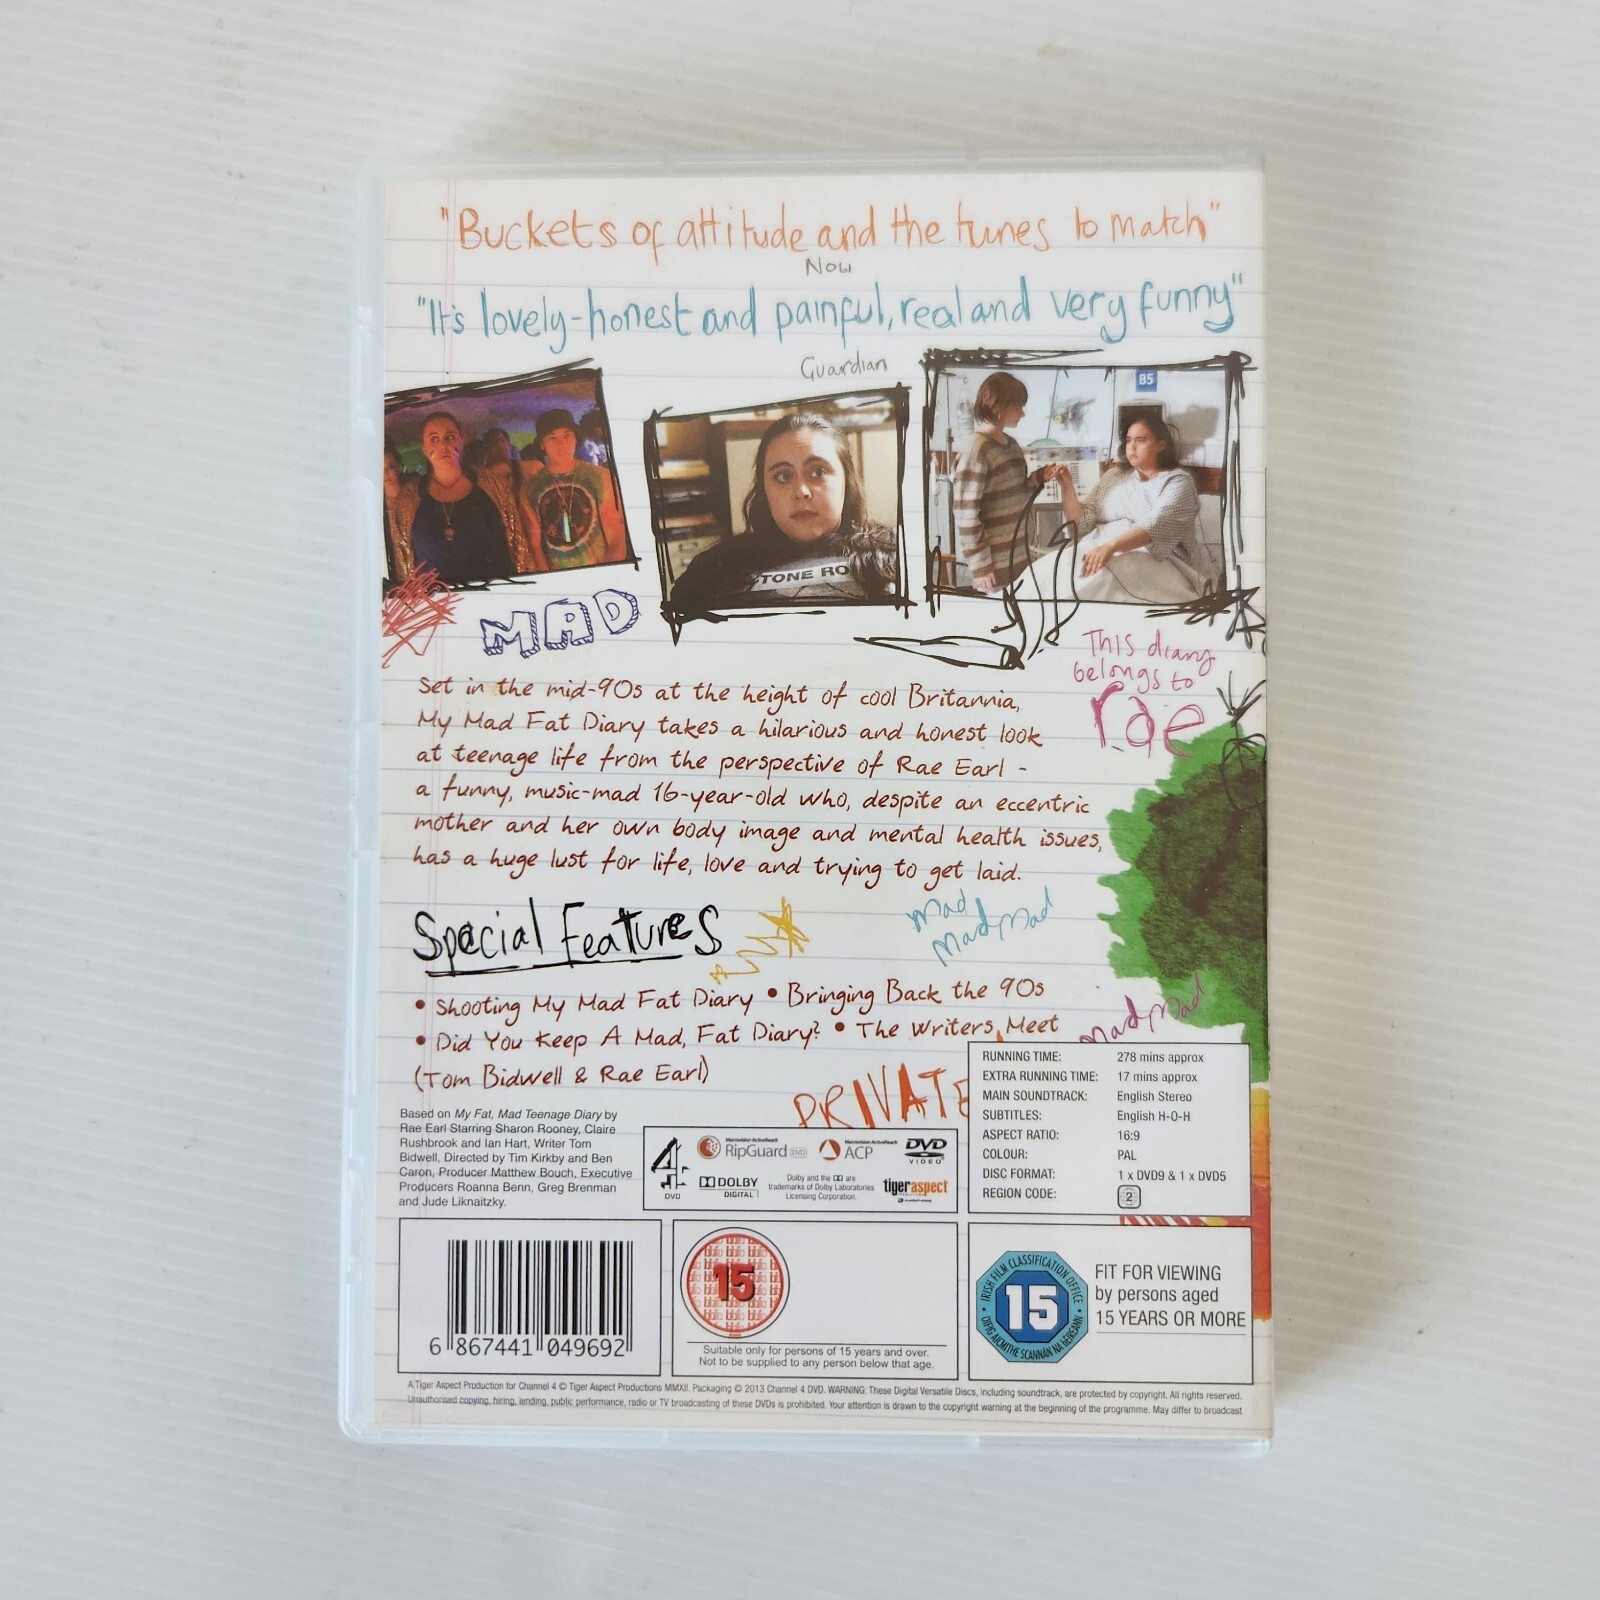 "Buckets of attitude and the tunes to match"
Now
"It's lovely-honest and painful, real and very funny"
Guardian
B5
STONE RO
MAD
This diary
belongs to
rae
Set in the mid-90s at the height of cool Britannia,
My Mad Fat Diary takes a hilarious and honest look
at teenage life from the perspective of Rae Earl -
a funny, music-mad 16-year-old who, despite an eccentric
mother and her own body image and mental health issues,
has a huge lust for life, love and trying to get laid.
Mad
Mad Mad
Special Features
• Shooting My Mad Fat Diary • Bringing Back the 90s
• Did You Keep A Mad, Fat Diary? • The Writers Meet
(Tom Bidwell & Rae Earl)
Mad Mad
PRIVATE
Based on My Fat, Mad Teenage Diary by
Rae Earl Starring Sharon Rooney, Claire
Rushbrook and Ian Hart, Writer Tom
Bidwell, Directed by Tim Kirkby and Ben
Caron, Producer Matthew Bouch, Executive
Producers Roanna Benn, Greg Brenman
and Jude Liknaitzky.
4
DVD
Macrovision ActiveReach
RipGuard DVD
Macrovision ActiveReach
ACP
DVD
VIDEO
DOLBY
DIGITAL
Dolby and the DD are
trademarks of Dolby Laboratories
Licensing Corporation.
tigeraspect
RUNNING TIME: 278 mins approx
EXTRA RUNNING TIME: 17 mins approx
MAIN SOUNDTRACK: English Stereo
SUBTITLES: English H-O-H
ASPECT RATIO: 16:9
COLOUR: PAL
DISC FORMAT: 1 x DVD9 & 1 x DVD5
REGION CODE: 2
6 867441 049692
15
Suitable only for persons of 15 years and over.
Not to be supplied to any person below that age.
IRISH FILM CLASSIFICATION OFFICE
15
OIFIG AICMITHE SCANNÁN NA hÉIREANN
FIT FOR VIEWING
by persons aged
15 YEARS OR MORE
A Tiger Aspect Production for Channel 4 © Tiger Aspect Productions MMXII. Packaging © 2013 Channel 4 DVD. WARNING: These Digital Versatile Discs, including soundtrack, are protected by copyright. All rights reserved.
Unauthorised copying, hiring, lending, public performance, radio or TV broadcasting of these DVDs is prohibited. Your attention is drawn to the copyright warning at the beginning of the programme. May differ to broadcast.